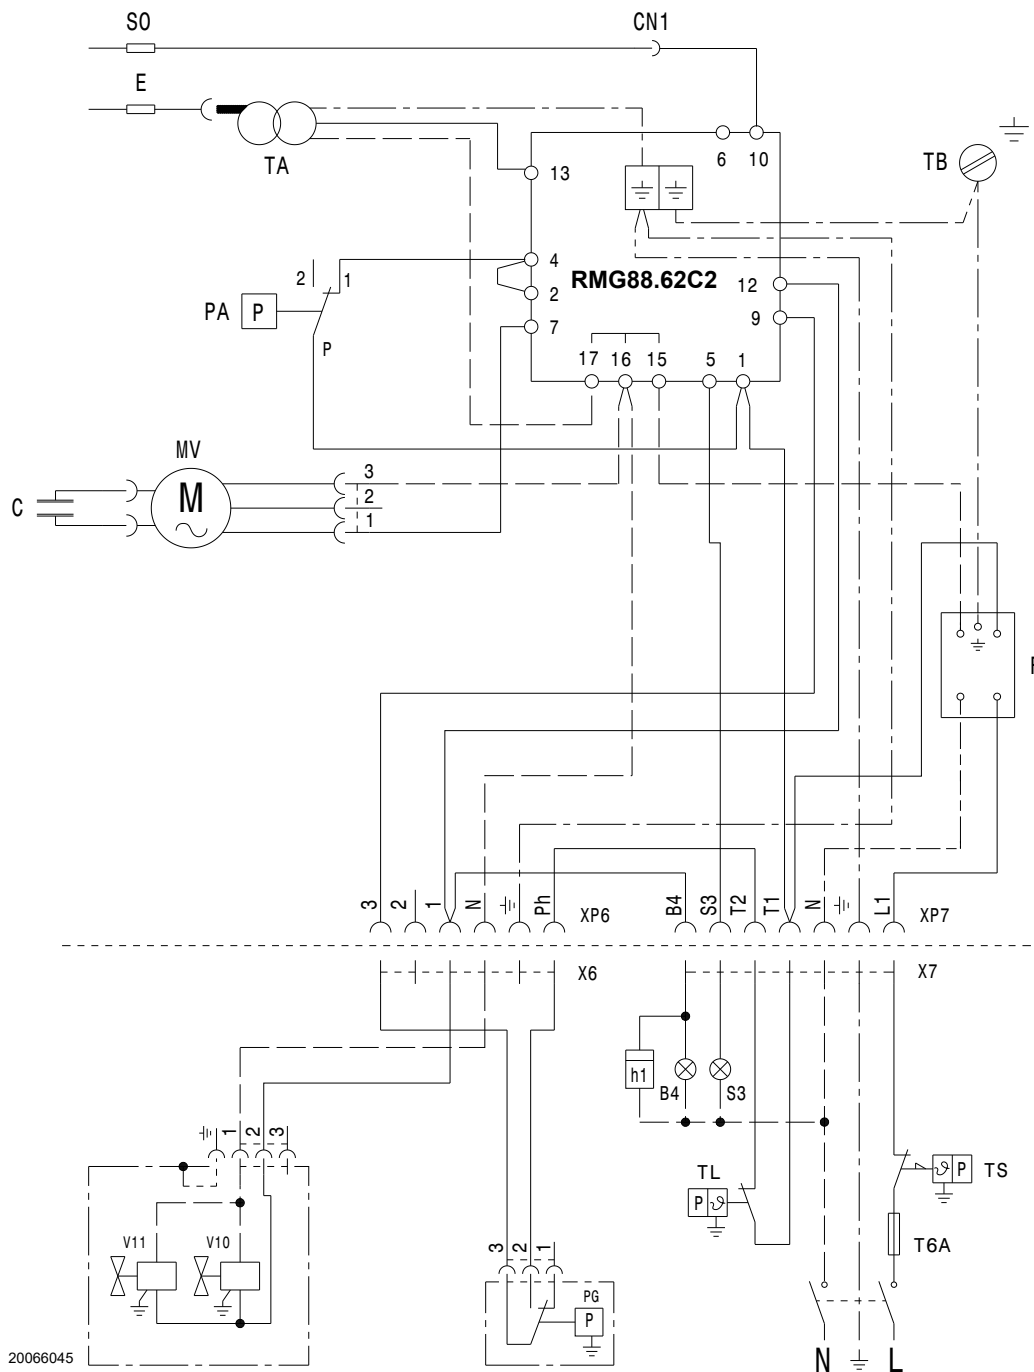 SO
CN1
E
TA
6 10
TB
13
4
2 1
RMG88.62C2
12
2
PA P
9
7
P
17 16 15 5 1
MV
3
C
M
2
1
3
2
1
N
Ph
XP6
B4
S3
T2
T1
N
L1
XP7
X6
X7
h1
B4
S3
1
2
3
TL
P ϑ
ϑ P
TS
V11
V10
T6A
3
2
1
PG
P
20066045
N
L